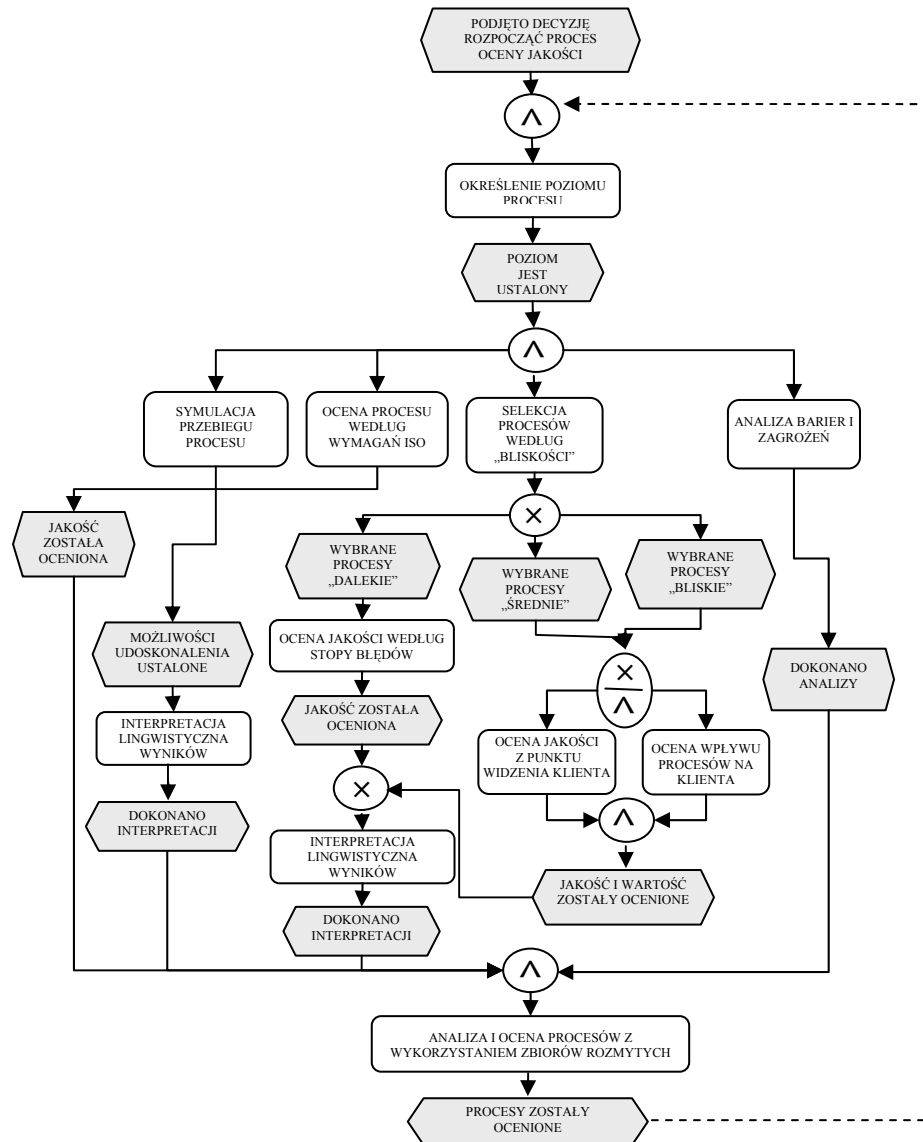 PODJĘTO DECYZJĘ
ROZPOCZĄĆ PROCES
OCENY JAKOŚCI
OKREŚLENIE POZIOMU
PROCESU
POZIOM
JEST
USTALONY
SYMULACJA
PRZEBIEGU
PROCESU
OCENA PROCESU
WEDŁUG
WYMAGAŃ ISO
SELEKCJA
PROCESÓW
WEDŁUG
„BLISKOŚCI”
ANALIZA BARIER I
ZAGROŻEŃ
JAKOŚĆ
ZOSTAŁA
OCENIONA
WYBRANE
PROCESY
„DALEKIE”
WYBRANE
PROCESY
„ŚREDNIE”
WYBRANE
PROCESY
„BLISKIE”
MOŻLIWOŚCI
UDOSKONALENIA
USTALONE
OCENA JAKOŚCI WEDŁUG
STOPY BŁĘDÓW
DOKONANO
ANALIZY
INTERPRETACJA
LINGWISTYCZNA
WYNIKÓW
JAKOŚĆ ZOSTAŁA
OCENIONA
OCENA JAKOŚCI
Z PUNKTU
WIDZENIA KLIENTA
OCENA WPŁYWU
PROCESÓW NA
KLIENTA
DOKONANO
INTERPRETACJI
INTERPRETACJA
LINGWISTYCZNA
WYNIKÓW
JAKOŚĆ I WARTOŚĆ
ZOSTAŁY OCENIONE
DOKONANO
INTERPRETACJI
ANALIZA I OCENA PROCESÓW Z
WYKORZYSTANIEM ZBIORÓW ROZMYTYCH
PROCESY ZOSTAŁY
OCENIONE